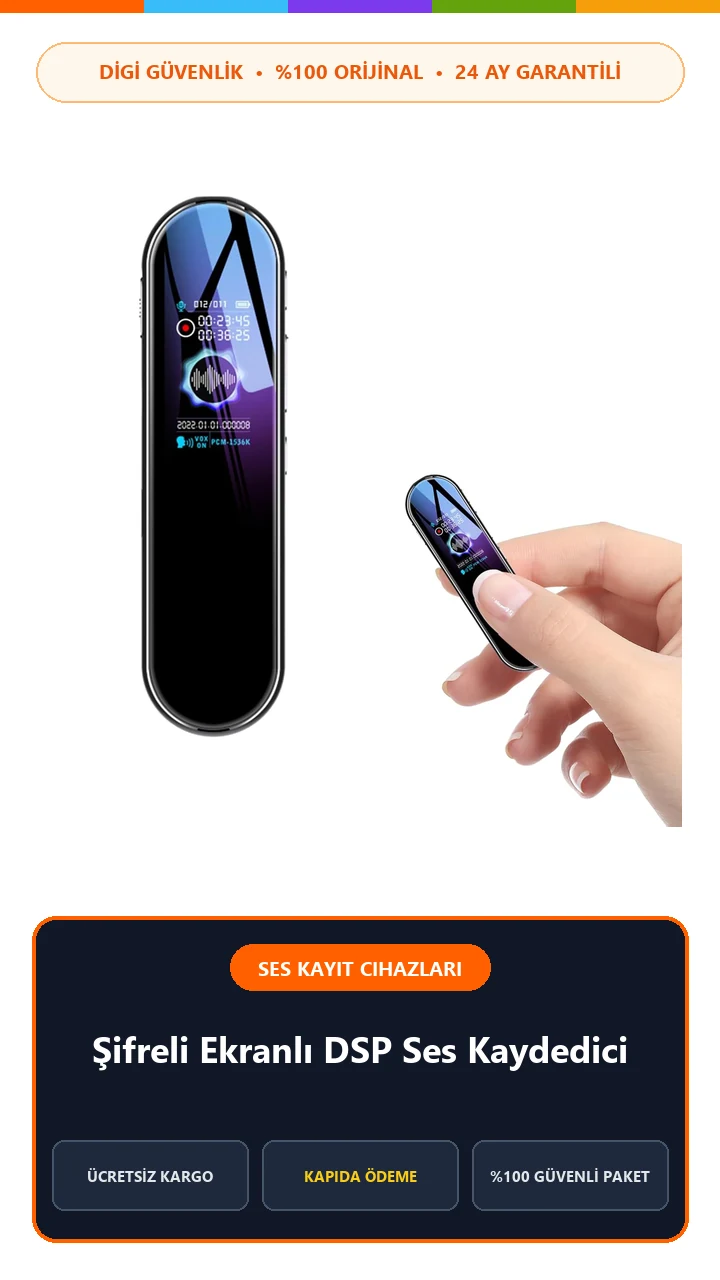 DİGİ GÜVENLİK • %100 ORİJİNAL • 24 AY GARANTİLİ
012/011
00:23:45
00:36:25
2022.01.01.000008
VOX ON PCM-1536K
SES KAYIT CIHAZLARI
Şifreli Ekranlı DSP Ses Kaydedici
ÜCRETSİZ KARGO
KAPIDA ÖDEME
%100 GÜVENLİ PAKET